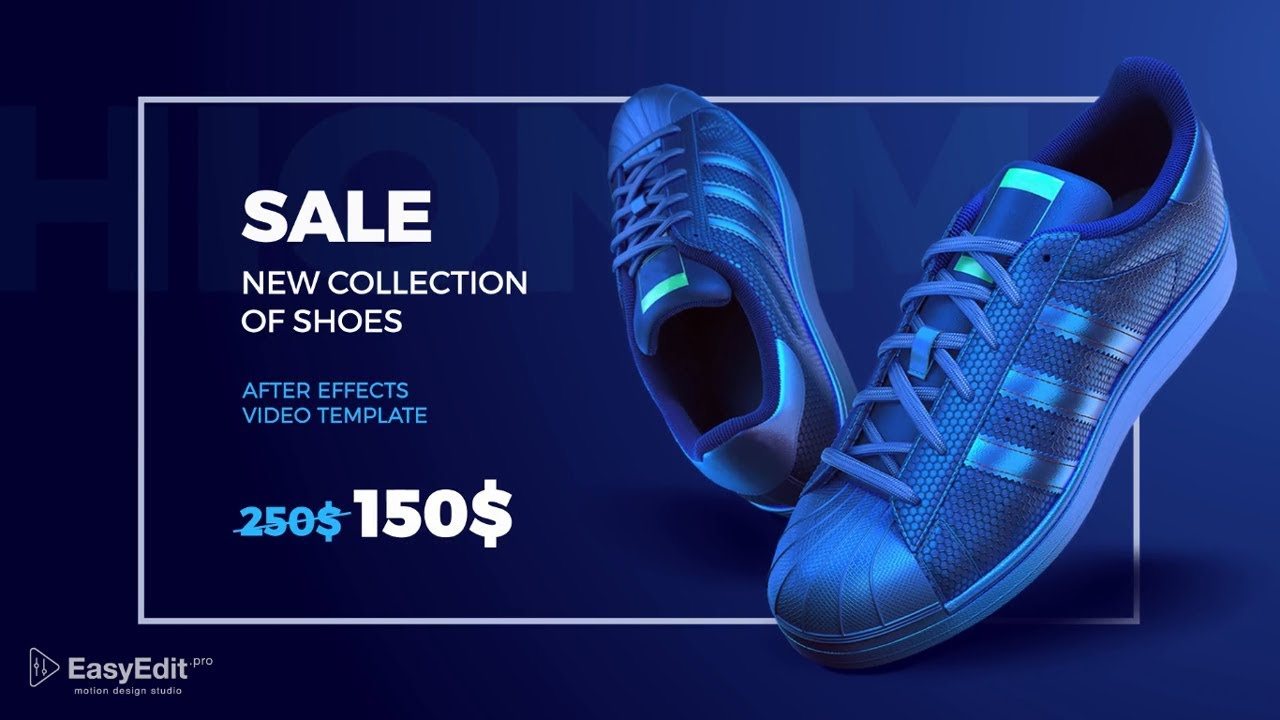 SALE
NEW COLLECTION
OF SHOES
AFTER EFFECTS
VIDEO TEMPLATE
250$ 150$
EasyEdit.pro
motion design studio